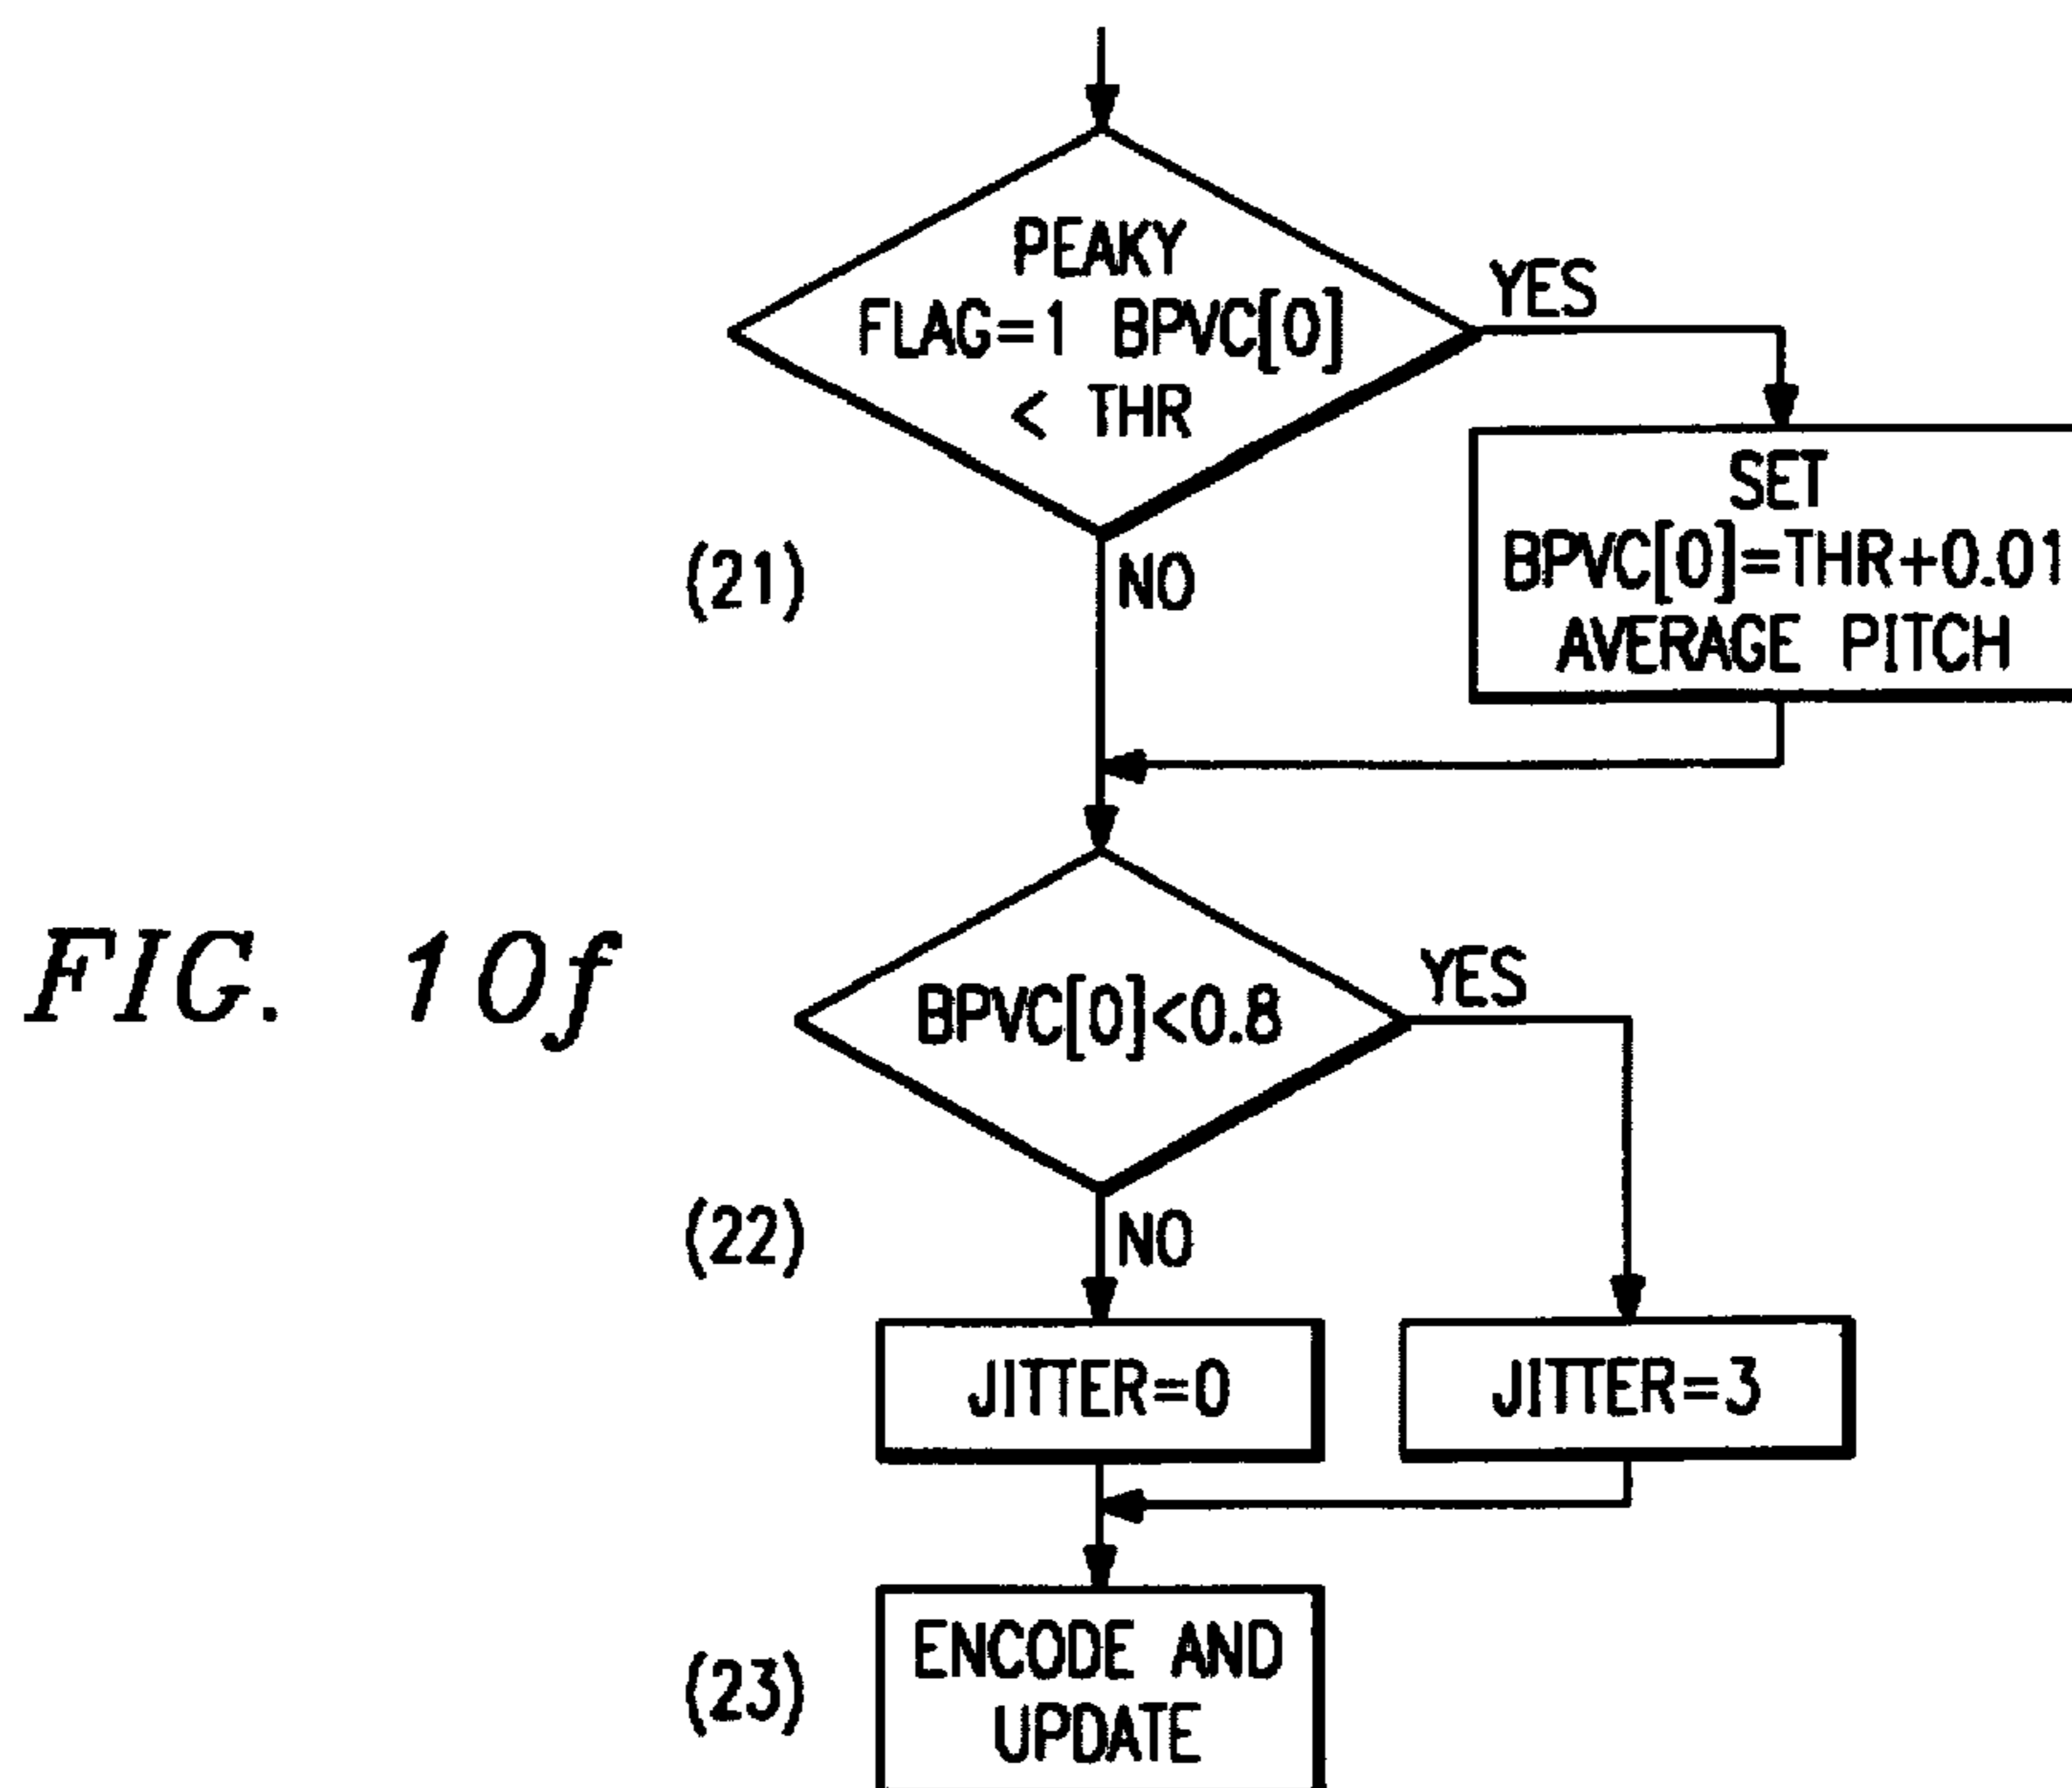 PEAKY
FLAG=1 BPVC[0]
< THR
YES
SET
BPVC[0]=THR+0.01
AVERAGE PITCH
(21)
NO
FIG. 10f
BPVC[0]<0.8
YES
(22)
NO
JITTER=0
JITTER=3
(23)
ENCODE AND
UPDATE